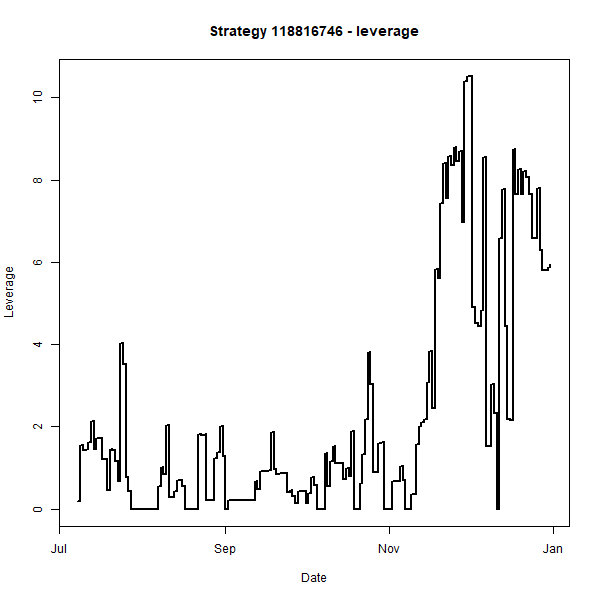 Strategy 118816746 - leverage
Leverage
10
8
6
4
2
0
Jul
Sep
Nov
Jan
Date